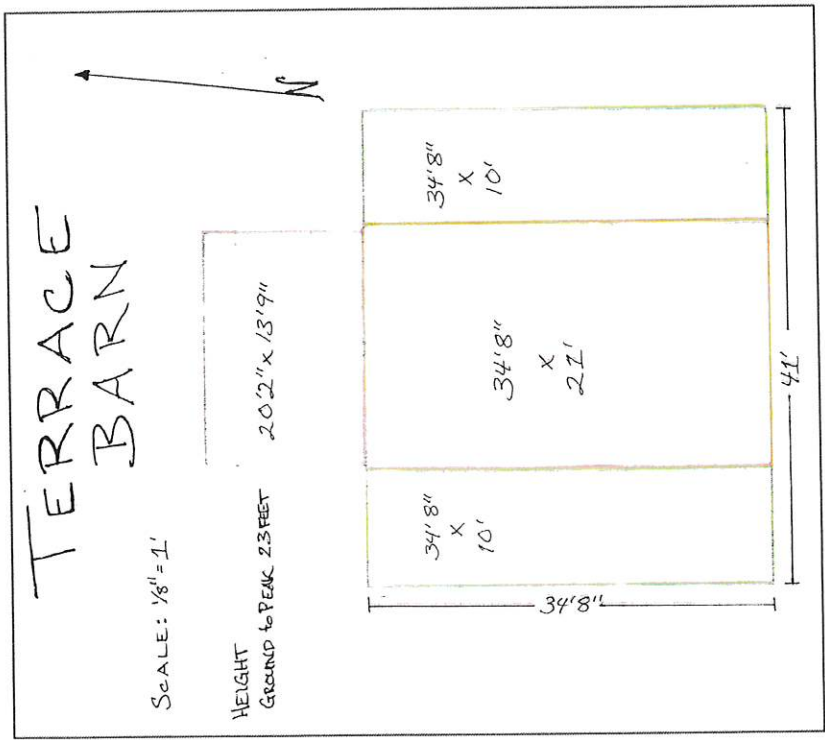 TERRACE
BARN
SCALE: 1/8" = 1'
N
HEIGHT
GROUND to PEAK 23 FEET
20'2" x 13'9"
34'8"
x
10'
34'8"
x
21'
34'8"
x
10'
34'8"
41'